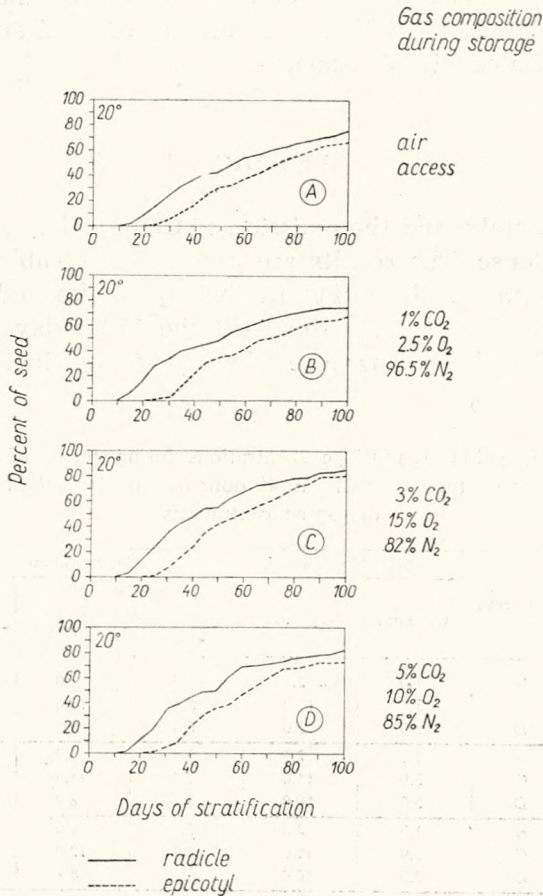 Gas composition
during storage
100
80
60
40
20
0
20°
A
0 20 40 60 80 100
air
access
100
80
60
40
20
0
20°
B
0 20 40 60 80 100
1% CO₂
2.5% O₂
96.5% N₂
Percent of seed
100
80
60
40
20
0
20°
C
0 20 40 60 80 100
3% CO₂
15% O₂
82% N₂
100
80
60
40
20
0
20°
D
0 20 40 60 80 100
5% CO₂
10% O₂
85% N₂
Days of stratification
radicle
epicotyl